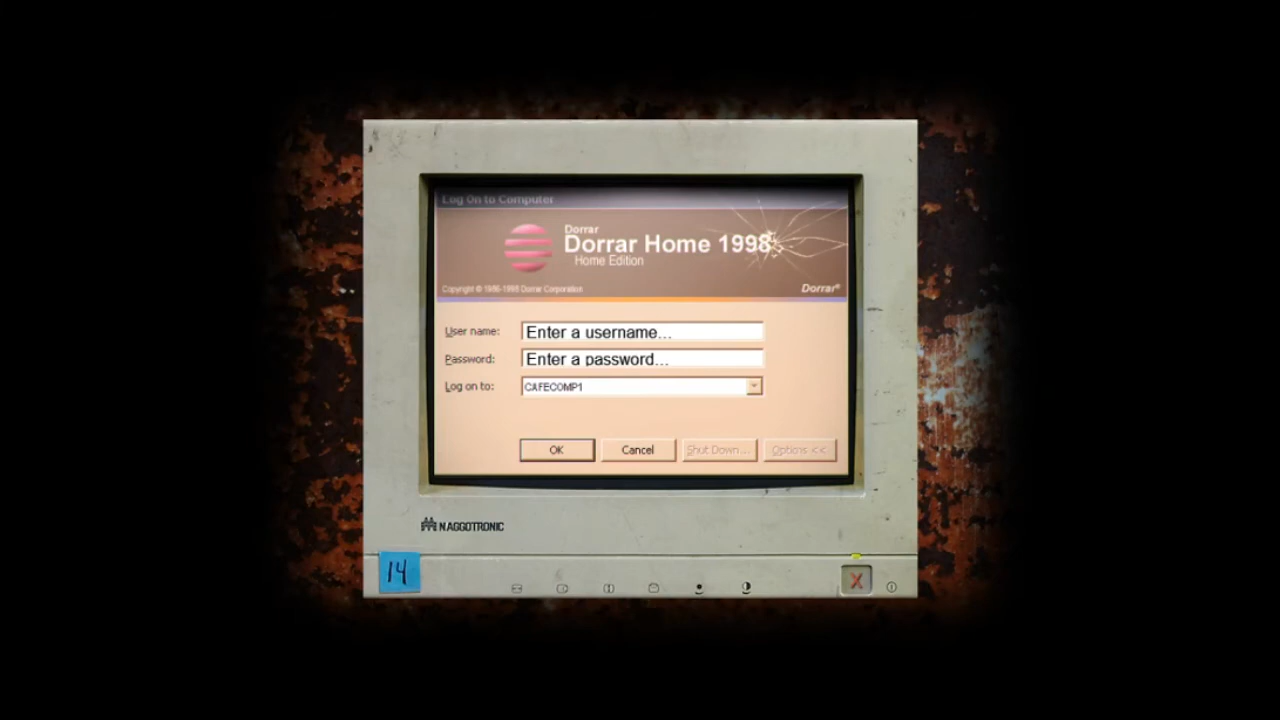 Log On to Computer
Dorrar
Dorrar Home 1998
Home Edition
Copyright © 1986-1998 Dorrar Corporation
Dorrar®
User name: Enter a username...
Password: Enter a password...
Log on to: CAFECOMP1
OK Cancel Shut Down... Options <<
NAGGOTRONIC
14
X